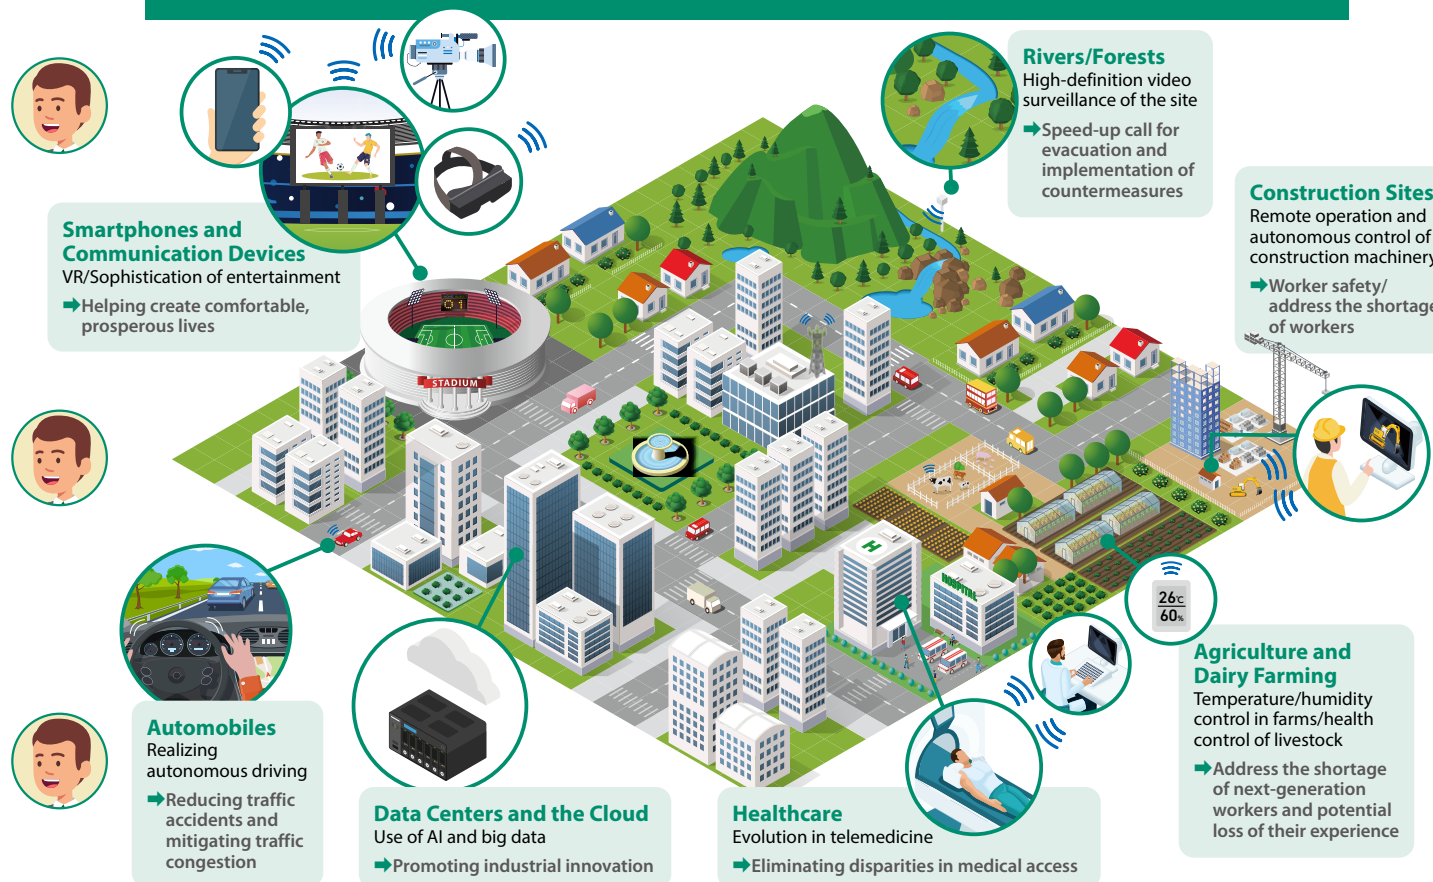 Smartphones and
Communication Devices
VR/Sophistication of entertainment
➡Helping create comfortable,
prosperous lives
Rivers/Forests
High-definition video
surveillance of the site
➡Speed-up call for
evacuation and
implementation of
countermeasures
Construction Sites
Remote operation and
autonomous control of
construction machinery
➡Worker safety/
address the shortage
of workers
0 1
STADIUM
H
HOSPITAL
26℃
60%
Agriculture and
Dairy Farming
Temperature/humidity
control in farms/health
control of livestock
➡Address the shortage
of next-generation
workers and potential
loss of their experience
Automobiles
Realizing
autonomous driving
➡Reducing traffic
accidents and
mitigating traffic
congestion
Data Centers and the Cloud
Use of AI and big data
➡Promoting industrial innovation
Healthcare
Evolution in telemedicine
➡Eliminating disparities in medical access